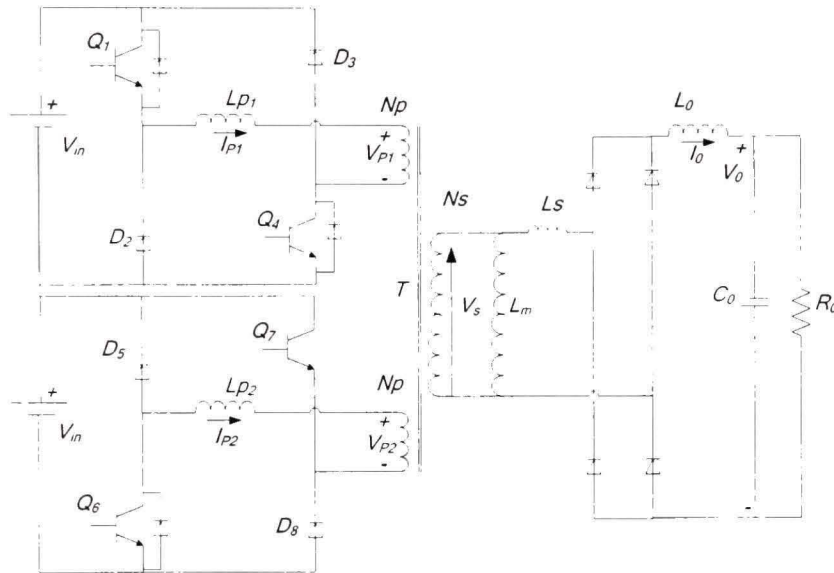 Q1
D3
Lp1
Np
+
Vin
IP1
+
VP1
-
D2
Q4
L0
I0
+
V0
Ns
Ls
T
Vs
Lm
C0
R0
-
Q7
D5
Lp2
Np
+
Vin
IP2
+
VP2
-
Q6
D8